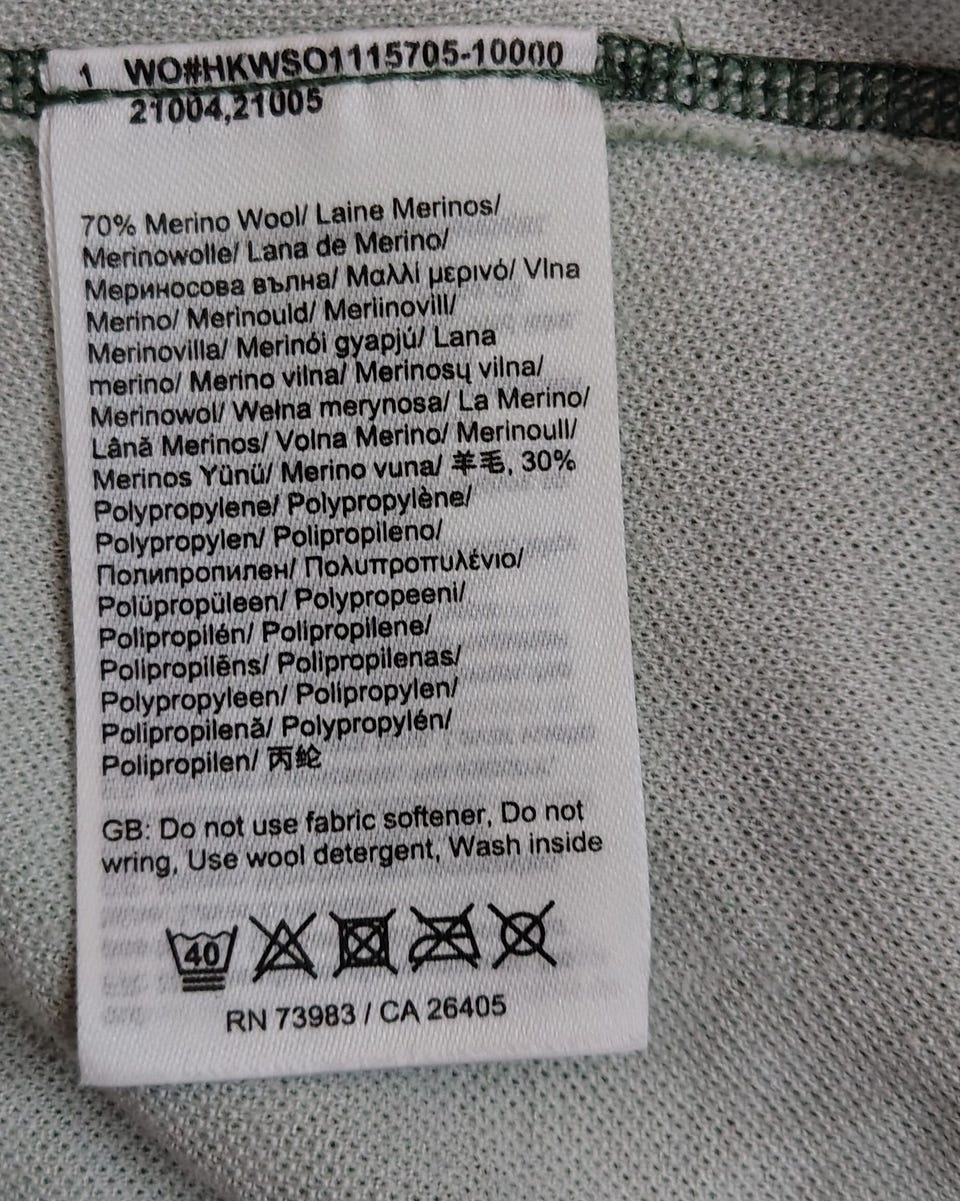 1 WO#HKWSO1115705-10000
21004,21005
70% Merino Wool/ Laine Merinos/
Merinowolle/ Lana de Merino/
Мериносова вълна/ Μαλλί μερινό/ Vlna
Merino/ Merinould/ Meriinovill/
Merinovilla/ Merinói gyapjú/ Lana
merino/ Merino vilna/ Merinosų vilna/
Merinowol/ Wełna merynosa/ La Merino/
Lână Merinos/ Volna Merino/ Merinoull/
Merinos Yünü/ Merino vuna/ 羊毛, 30%
Polypropylene/ Polypropylène/
Polypropylen/ Polipropileno/
Полипропилен/ Πολυπροπυλένιο/
Polüpropüleen/ Polypropeeni/
Polipropilén/ Polipropilene/
Polipropilēns/ Polipropilenas/
Polypropyleen/ Polipropylen/
Polipropilenă/ Polypropylén/
Polipropilen/ 丙纶
GB: Do not use fabric softener, Do not
wring, Use wool detergent, Wash inside
40
RN 73983 / CA 26405